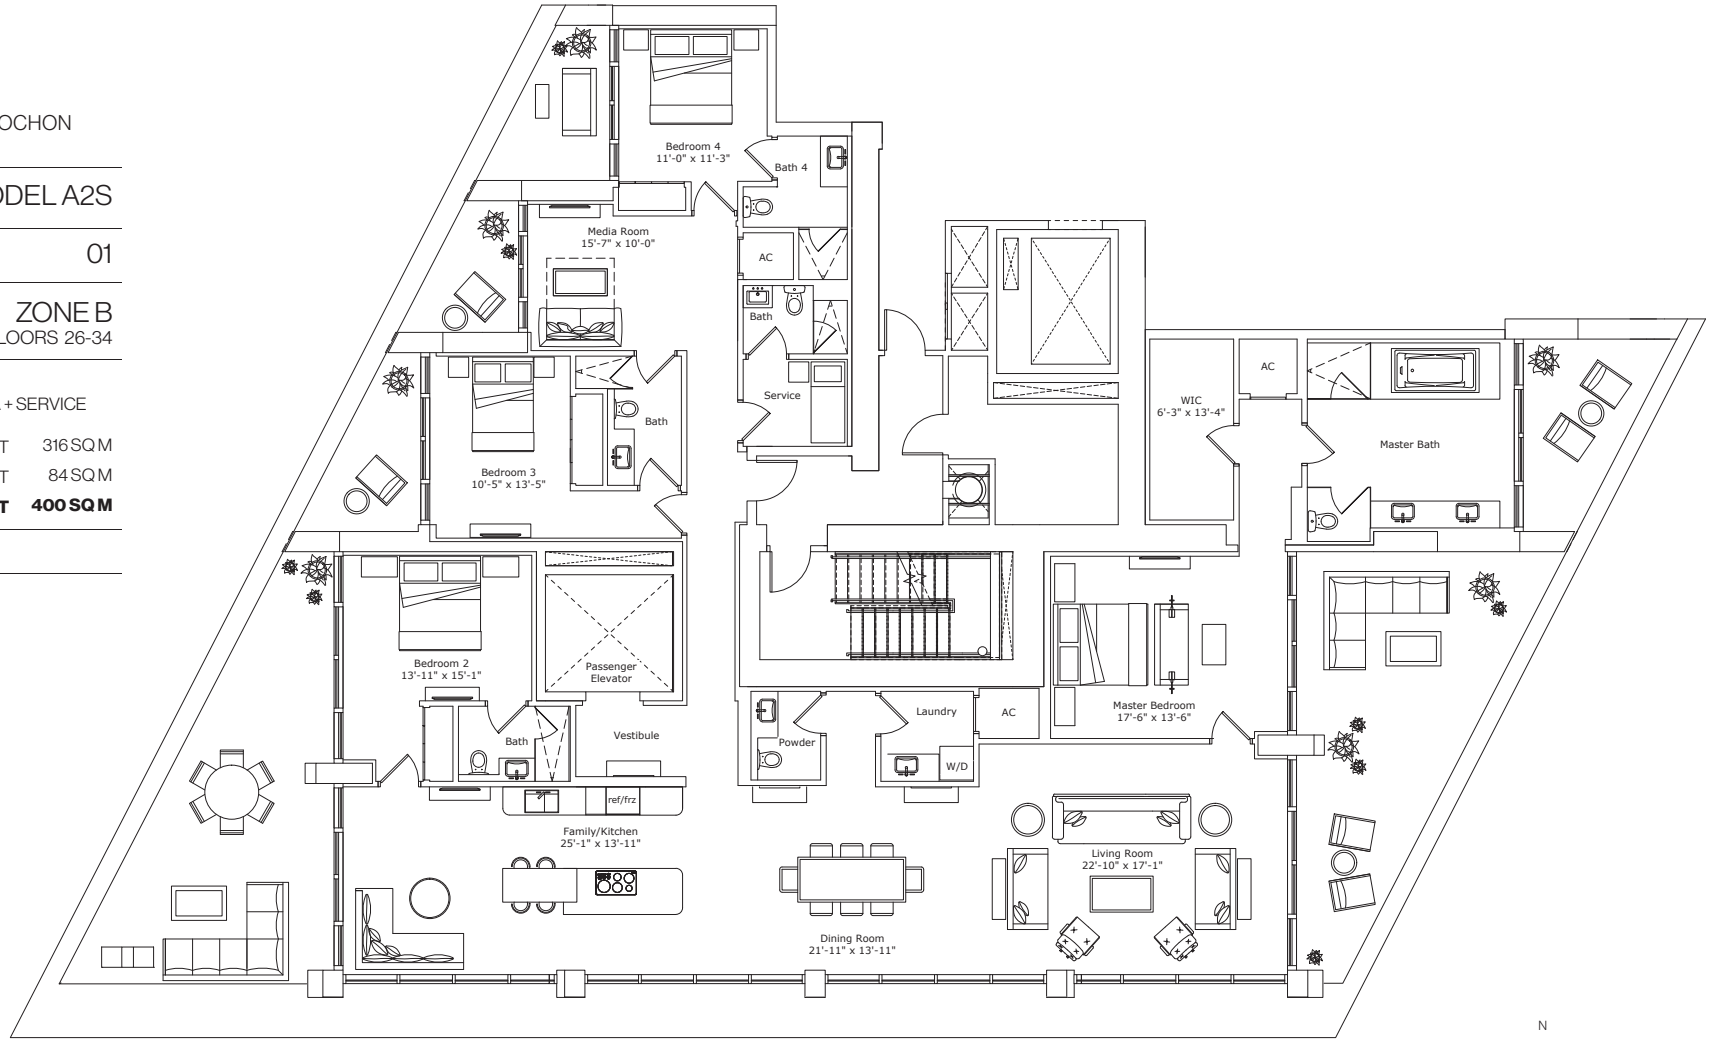 OCHON
ODEL A2S
01
ZONE B
LOORS 26-34
+ SERVICE
T 316 SQ M
T 84 SQ M
T 400 SQ M
Bedroom 4
11'-0" x 11'-3"
Bath 4
Media Room
15'-7" x 10'-0"
AC
Bath
Service
Bedroom 3
10'-5" x 13'-5"
Bath
WIC
6'-3" x 13'-4"
AC
Master Bath
Bedroom 2
13'-11" x 15'-1"
Passenger
Elevator
Bath
Vestibule
Powder
Laundry
W/D
AC
Master Bedroom
17'-6" x 13'-6"
ref/frz
Family/Kitchen
25'-1" x 13'-11"
Dining Room
21'-11" x 13'-11"
Living Room
22'-10" x 17'-1"
N